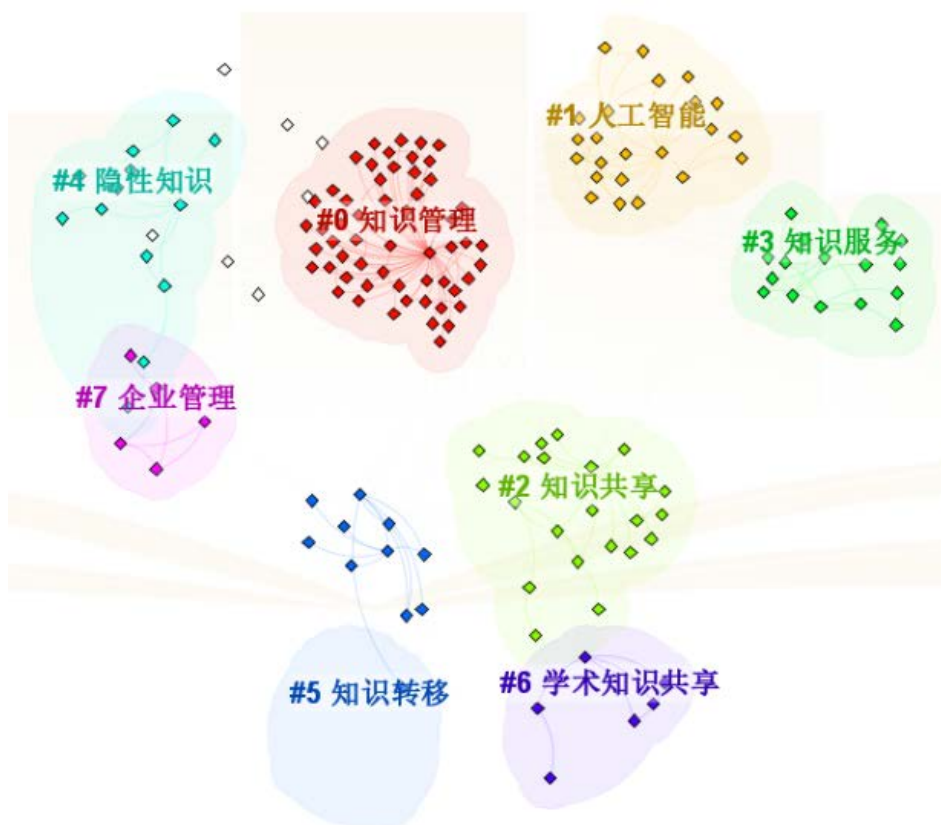 #1 人工智能
#4 隐性知识
#0 知识管理
#3 知识服务
#7 企业管理
#2 知识共享
#5 知识转移
#6 学术知识共享